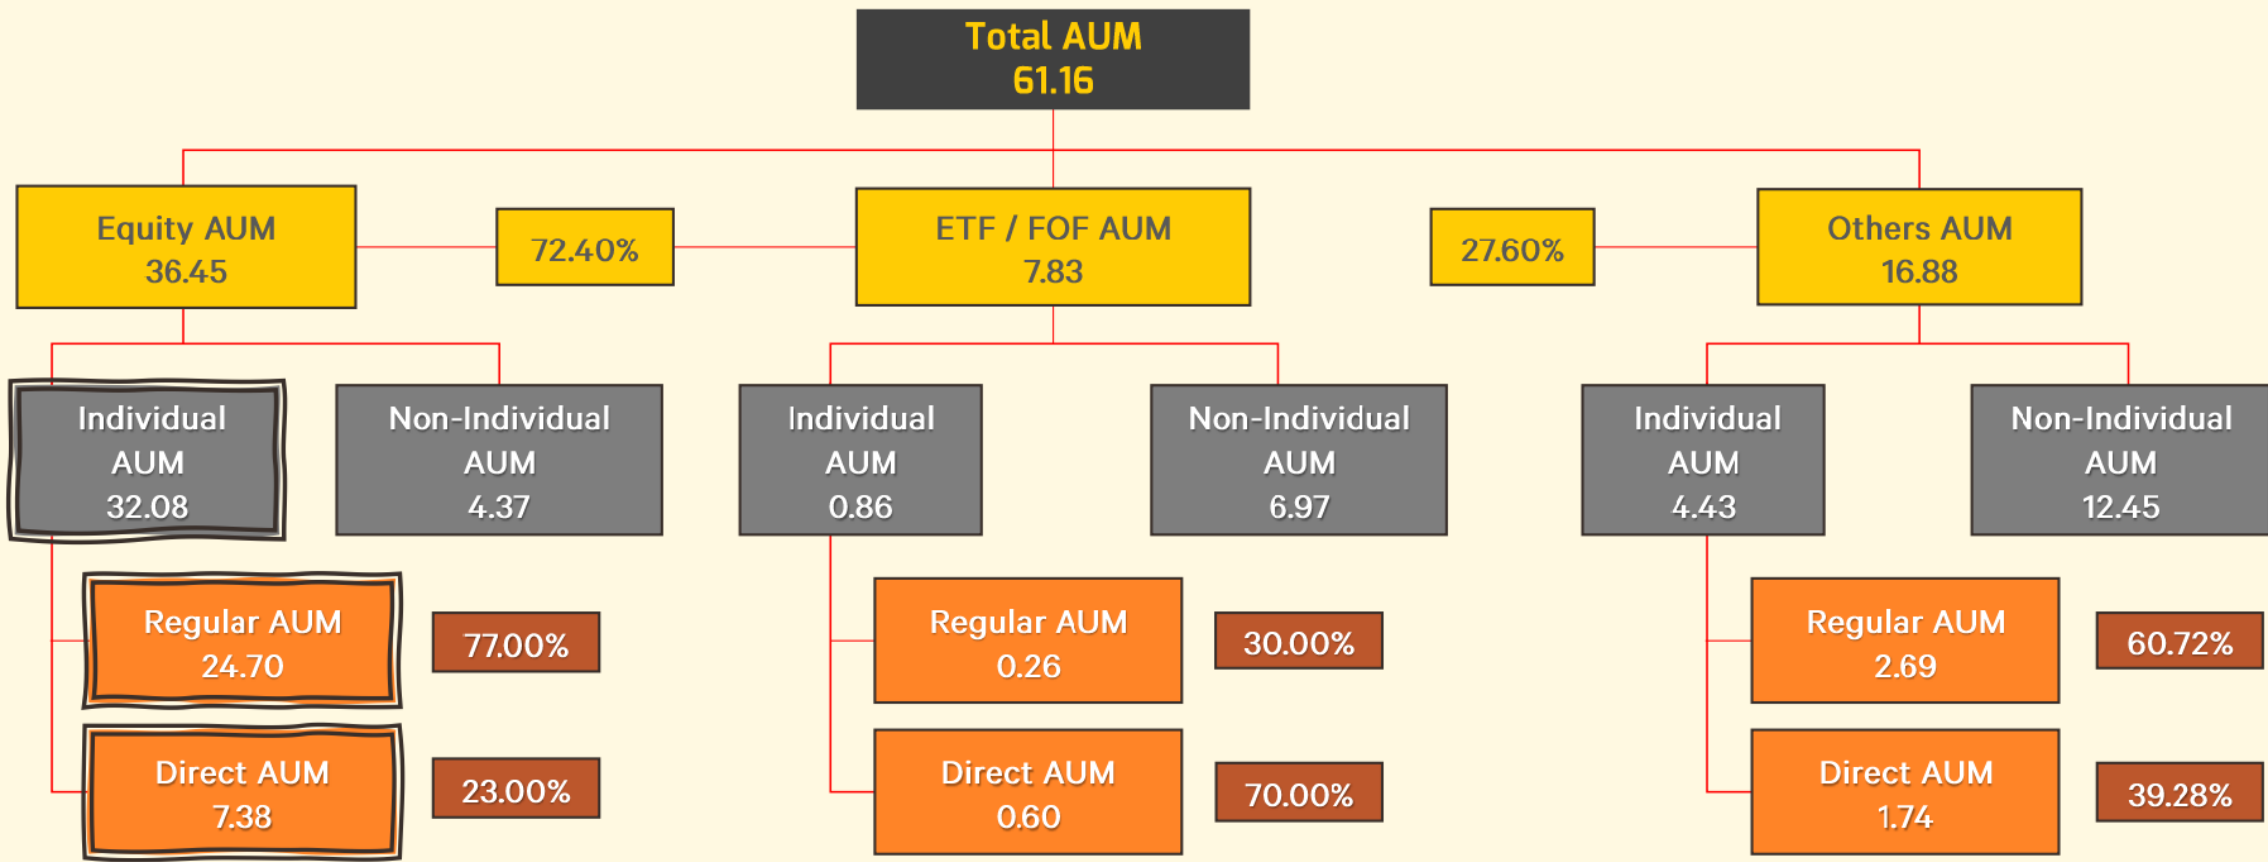 Total AUM
61.16
Equity AUM
36.45
72.40%
ETF / FOF AUM
7.83
27.60%
Others AUM
16.88
Individual
AUM
32.08
Non-Individual
AUM
4.37
Individual
AUM
0.86
Non-Individual
AUM
6.97
Individual
AUM
4.43
Non-Individual
AUM
12.45
Regular AUM
24.70
77.00%
Regular AUM
0.26
30.00%
Regular AUM
2.69
60.72%
Direct AUM
7.38
23.00%
Direct AUM
0.60
70.00%
Direct AUM
1.74
39.28%